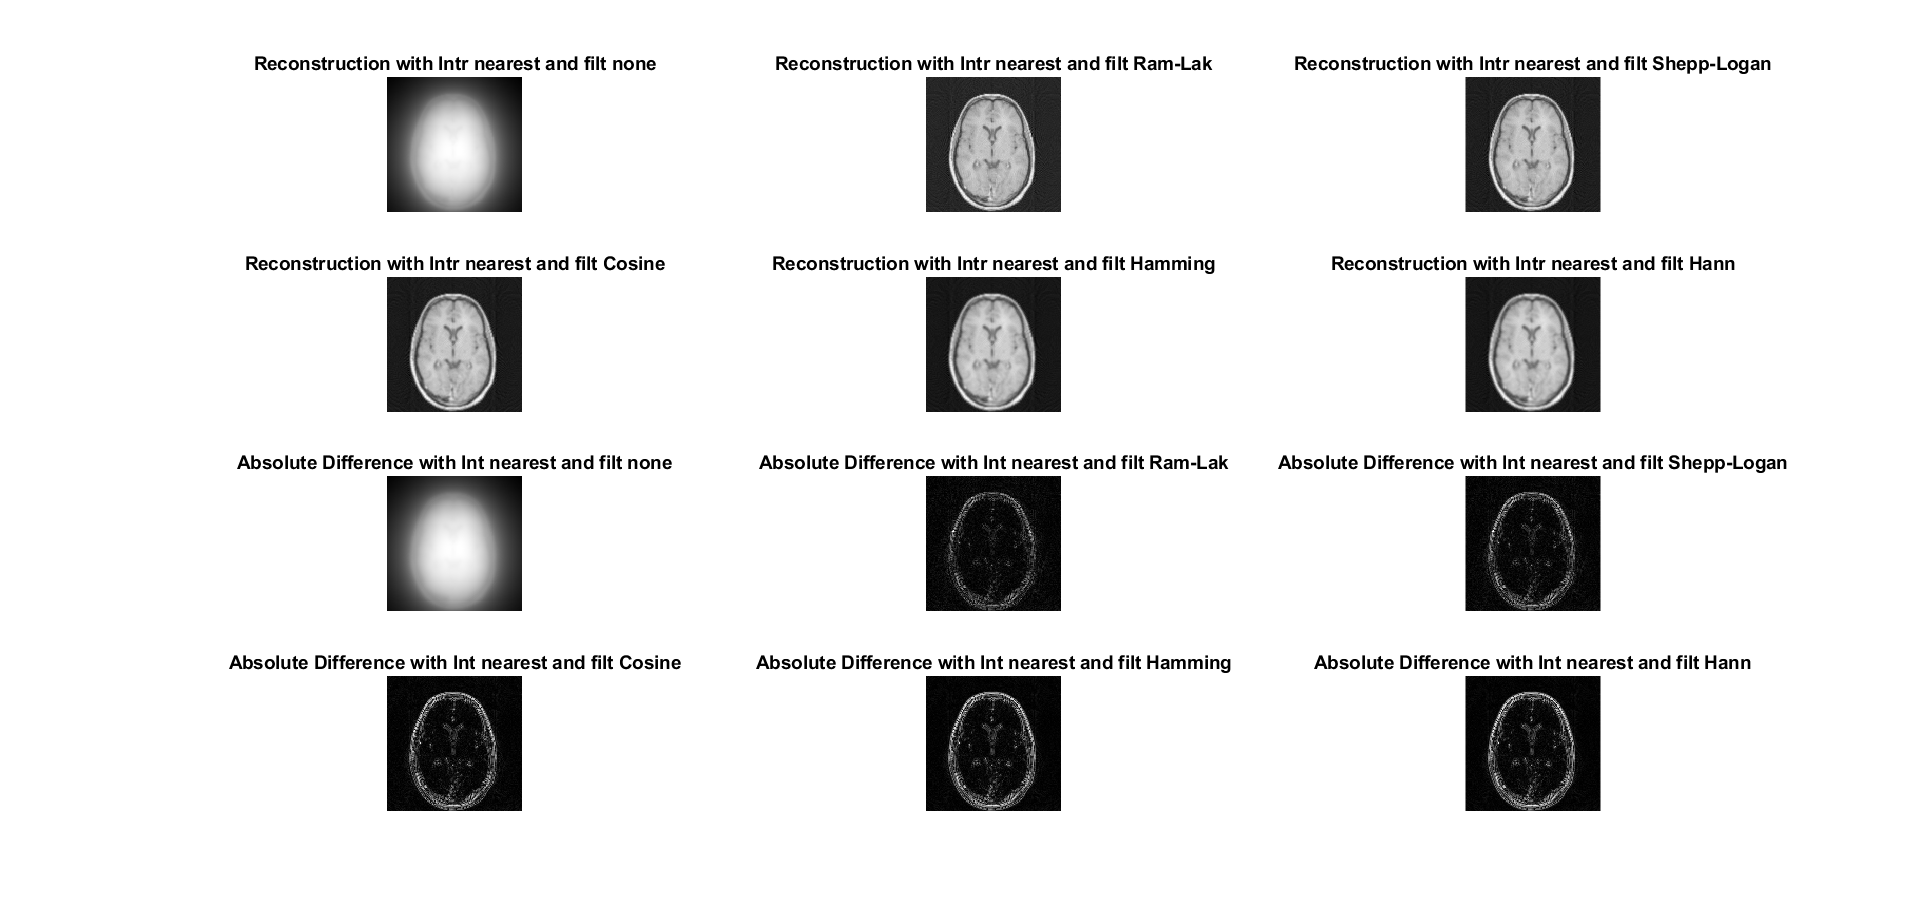 Reconstruction with Intr nearest and filt none
Reconstruction with Intr nearest and filt Ram-Lak
Reconstruction with Intr nearest and filt Shepp-Logan
Reconstruction with Intr nearest and filt Cosine
Reconstruction with Intr nearest and filt Hamming
Reconstruction with Intr nearest and filt Hann
Absolute Difference with Int nearest and filt none
Absolute Difference with Int nearest and filt Ram-Lak
Absolute Difference with Int nearest and filt Shepp-Logan
Absolute Difference with Int nearest and filt Cosine
Absolute Difference with Int nearest and filt Hamming
Absolute Difference with Int nearest and filt Hann